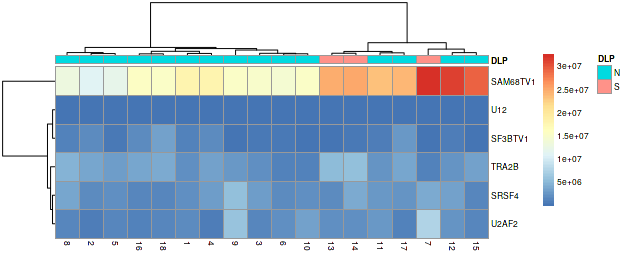 DLP
DLP
N
S
SAM68TV1
U12
SF3BTV1
TRA2B
SRSF4
U2AF2
3e+07
2.5e+07
2e+07
1.5e+07
1e+07
5e+06
8 2 5 16 18 1 4 9 3 6 10 13 14 11 17 7 12 15